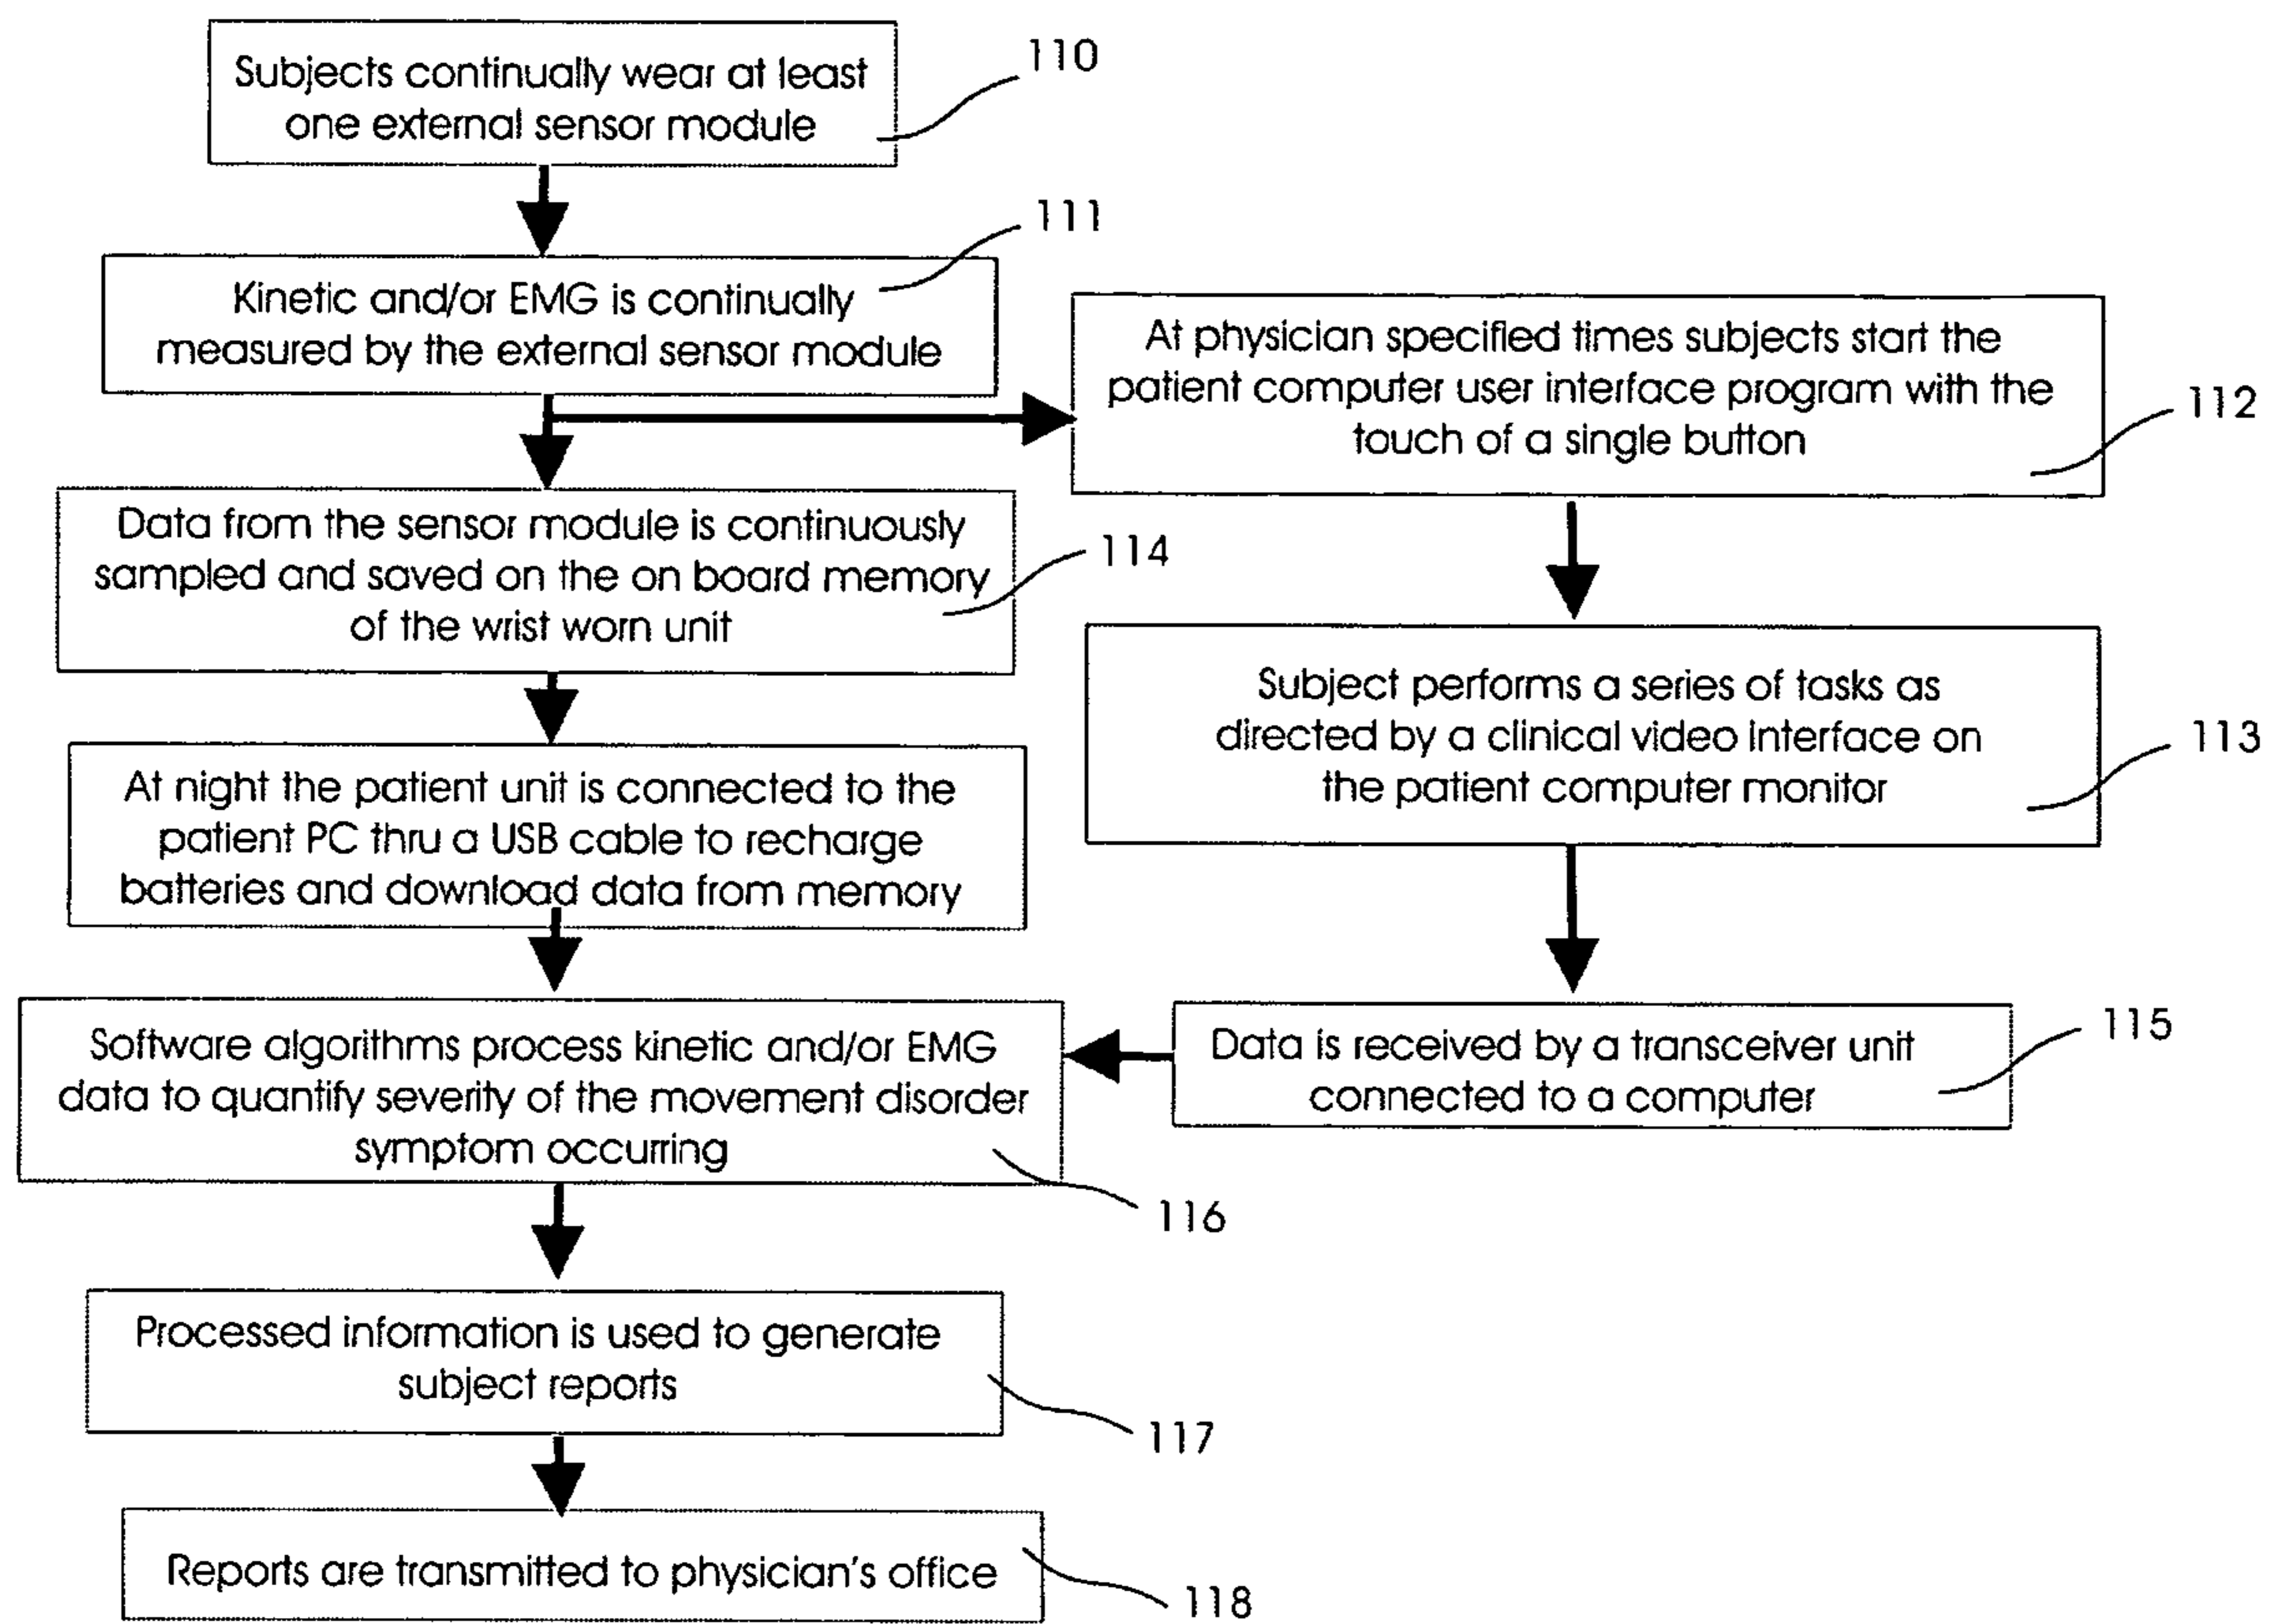 Subjects continually wear at least
one external sensor module
110
Kinetic and/or EMG is continually
measured by the external sensor module
111
At physician specified times subjects start the
patient computer user interface program with the
touch of a single button
112
Data from the sensor module is continuously
sampled and saved on the on board memory
of the wrist worn unit
114
Subject performs a series of tasks as
directed by a clinical video interface on
the patient computer monitor
113
At night the patient unit is connected to the
patient PC thru a USB cable to recharge
batteries and download data from memory
Software algorithms process kinetic and/or EMG
data to quantify severity of the movement disorder
symptom occurring
116
Data is received by a transceiver unit
connected to a computer
115
Processed information is used to generate
subject reports
117
Reports are transmitted to physician's office
118